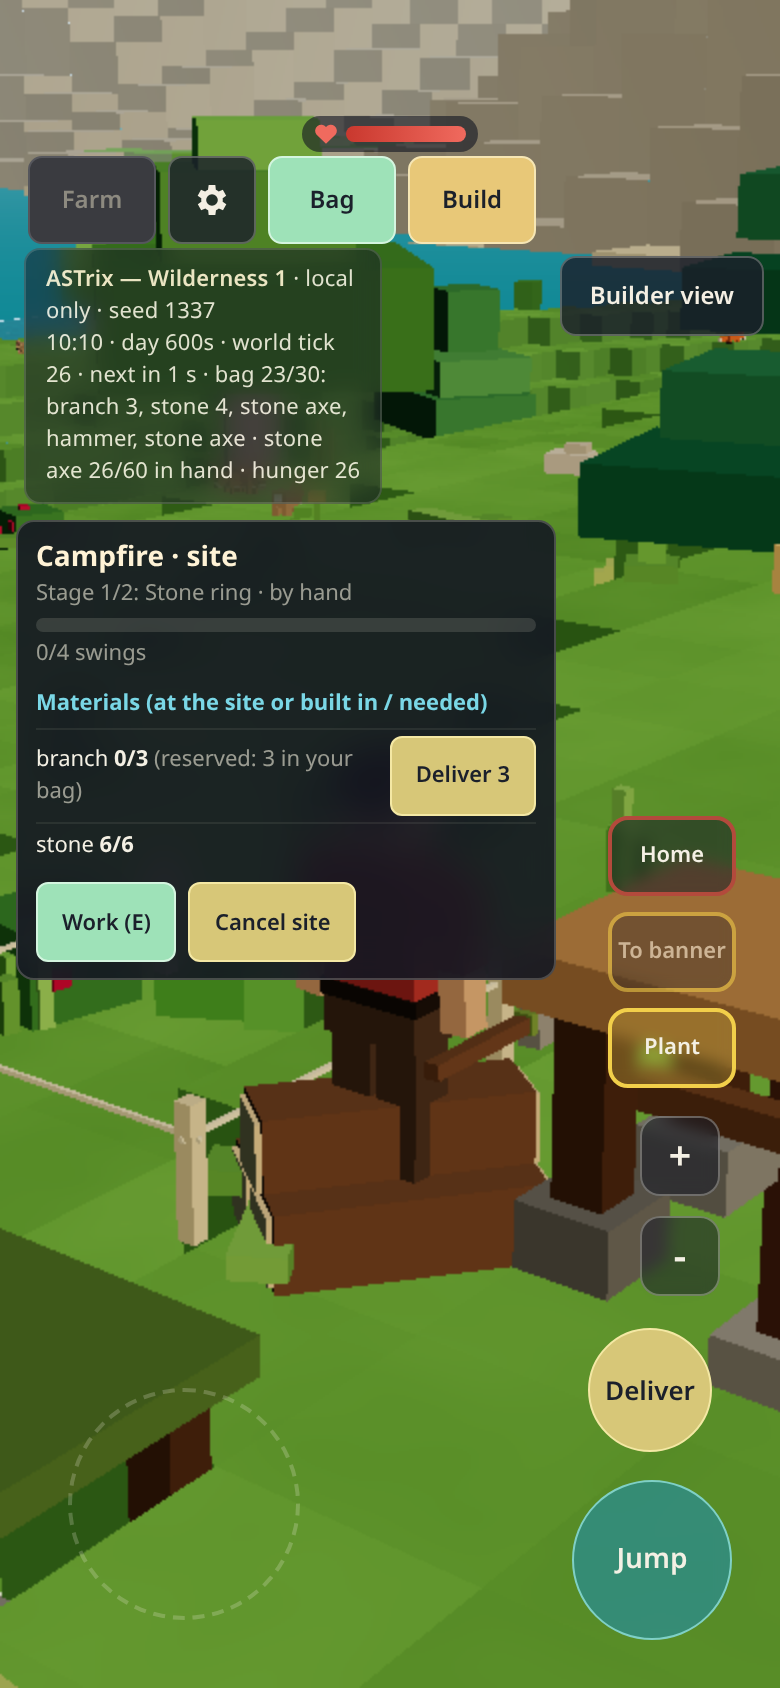 Farm
Bag
Build
Builder view
ASTrix — Wilderness 1 · local
only · seed 1337
10:10 · day 600s · world tick
26 · next in 1 s · bag 23/30:
branch 3, stone 4, stone axe,
hammer, stone axe · stone
axe 26/60 in hand · hunger 26
Campfire · site
Stage 1/2: Stone ring · by hand
0/4 swings
Materials (at the site or built in / needed)
branch 0/3 (reserved: 3 in your
bag)
Deliver 3
stone 6/6
Work (E)
Cancel site
Home
To banner
Plant
+
-
Deliver
Jump